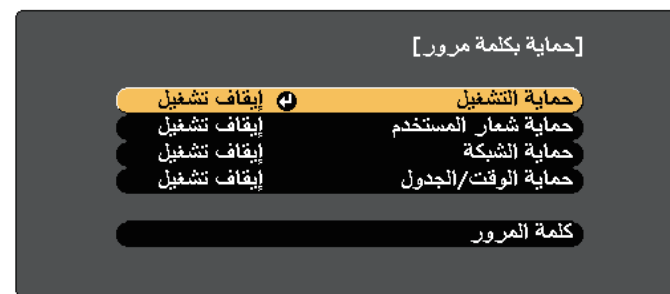 [حماية بكلمة مرور]
حماية التشغيل إيقاف تشغيل
حماية شعار المستخدم إيقاف تشغيل
حماية الشبكة إيقاف تشغيل
حماية الوقت/الجدول إيقاف تشغيل
كلمة المرور